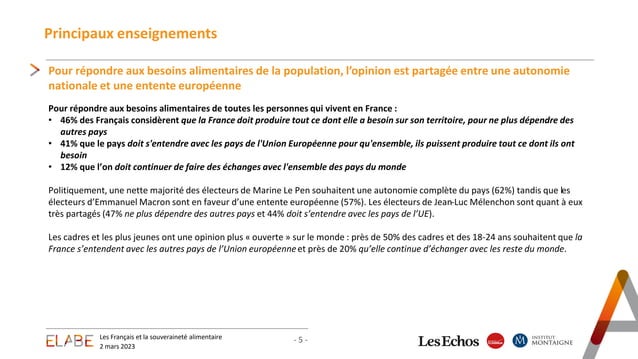 Principaux enseignements
Pour répondre aux besoins alimentaires de la population, l'opinion est partagée entre une autonomie
nationale et une entente européenne
Pour répondre aux besoins alimentaires de toutes les personnes qui vivent en France :
• 46% des Français considèrent que la France doit produire tout ce dont elle a besoin sur son territoire, pour ne plus dépendre des
autres pays
• 41% que le pays doit s'entendre avec les pays de l'Union Européenne pour qu'ensemble, ils puissent produire tout ce dont ils ont
besoin
• 12% que l'on doit continuer de faire des échanges avec l'ensemble des pays du monde
Politiquement, une nette majorité des électeurs de Marine Le Pen souhaitent une autonomie complète du pays (62%) tandis que les
électeurs d'Emmanuel Macron sont en faveur d'une entente européenne (57%). Les électeurs de Jean-Luc Mélenchon sont quant à eux
très partagés (47% ne plus dépendre des autres pays et 44% doit s'entendre avec les pays de l'UE).
Les cadres et les plus jeunes ont une opinion plus « ouverte » sur le monde : près de 50% des cadres et des 18-24 ans souhaitent que la
France s'entendent avec les autres pays de l'Union européenne et près de 20% qu'elle continue d'échanger avec les reste du monde.
ELABE
Les Français et la souveraineté alimentaire
2 mars 2023
- 5 -
Les Echos
INSTITUT
MONTAIGNE